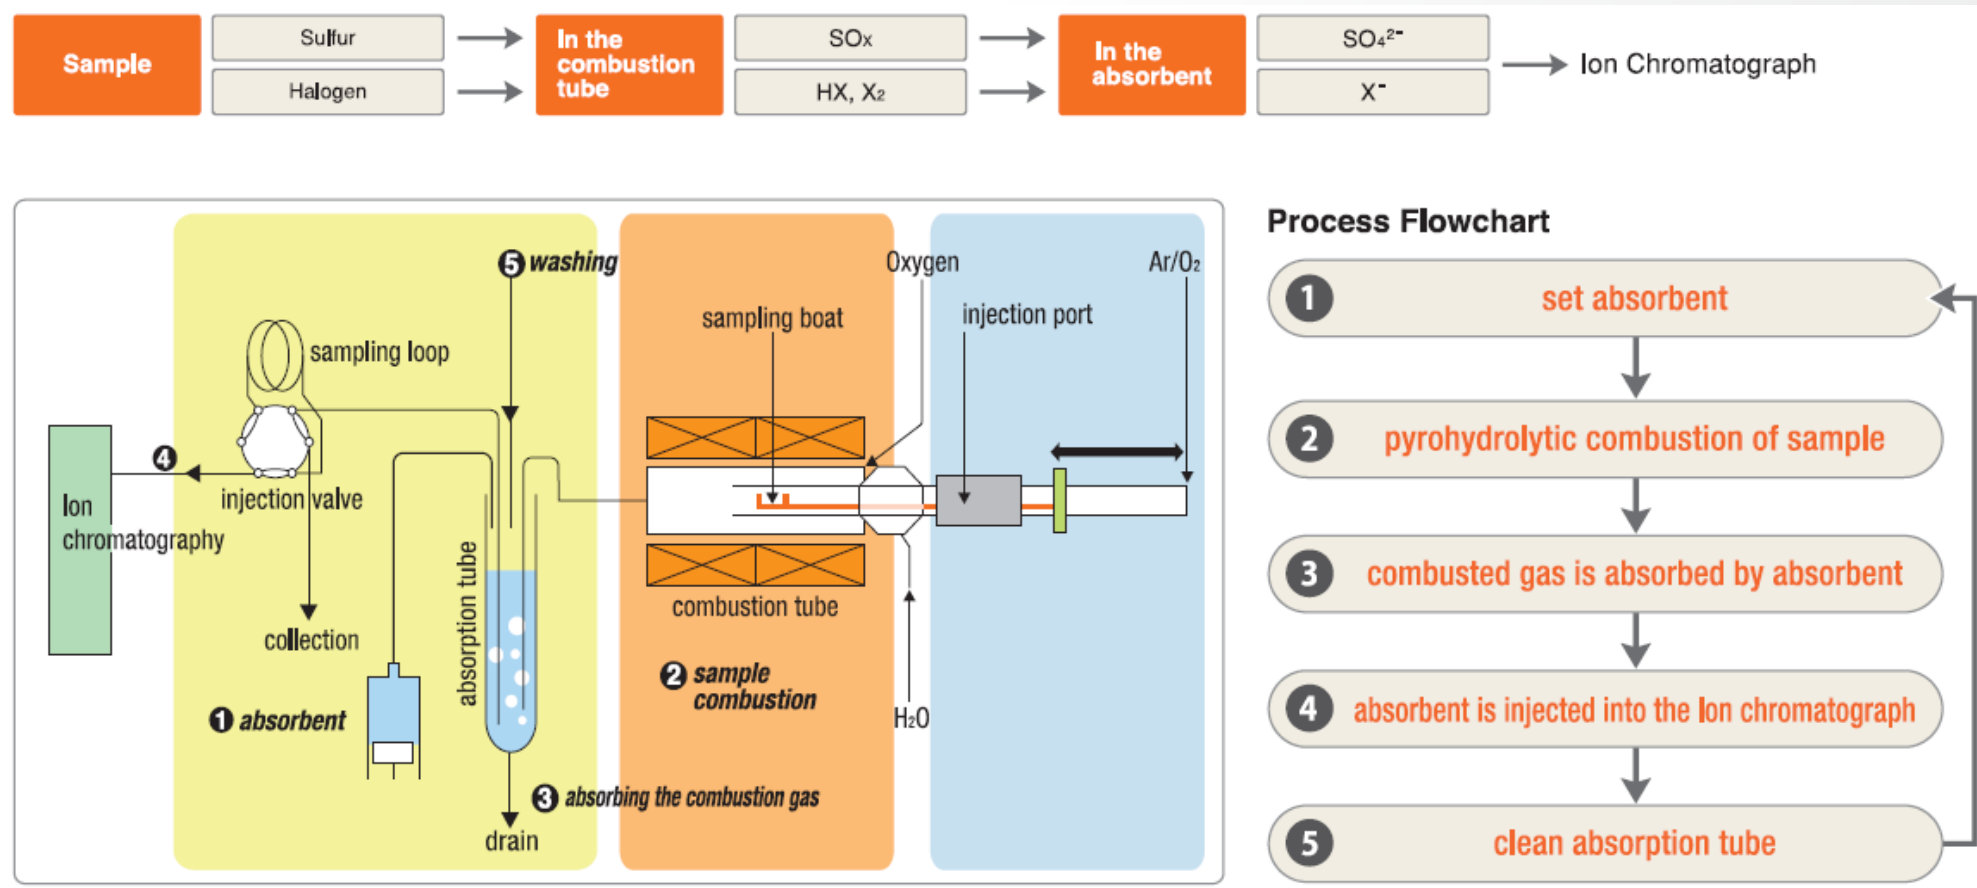 Sample
Sulfur
Halogen
In the
combustion
tube
SOx
HX, X₂
In the
absorbent
SO₄²⁻
X⁻
Ion Chromatograph
5 washing
sampling loop
injection valve
4
Ion
chromatography
collection
1 absorbent
absorption tube
3 absorbing the combustion gas
drain
sampling boat
combustion tube
2 sample
combustion
Oxygen
H₂O
injection port
Ar/O₂
Process Flowchart
1 set absorbent
2 pyrohydrolytic combustion of sample
3 combusted gas is absorbed by absorbent
4 absorbent is injected into the Ion chromatograph
5 clean absorption tube